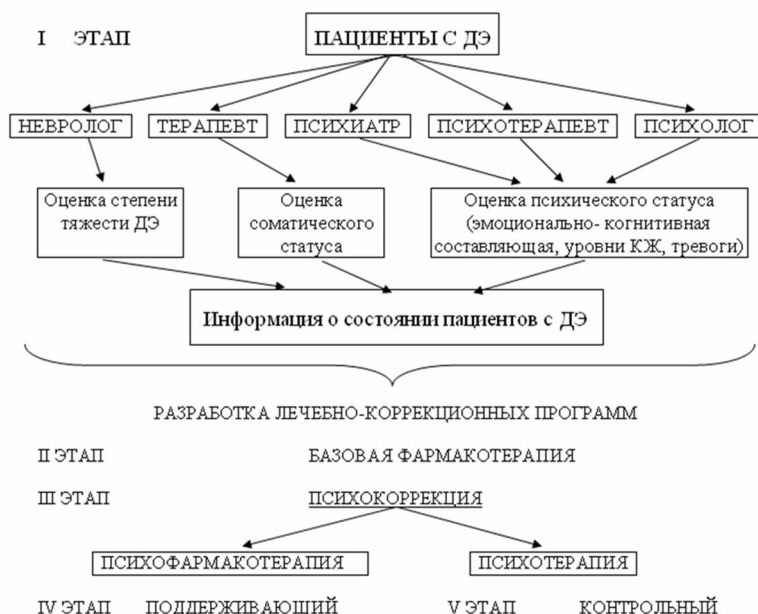 I ЭТАП ПАЦИЕНТЫ С ДЭ
НЕВРОЛОГ ТЕРАПЕВТ ПСИХИАТР ПСИХОТЕРАПЕВТ ПСИХОЛОГ
Оценка степени
тяжести ДЭ
Оценка
соматического
статуса
Оценка психического статуса
(эмоционально- когнитивная
составляющая, уровни КЖ, тревоги)
Информация о состоянии пациентов с ДЭ
РАЗРАБОТКА ЛЕЧЕБНО-КОРРЕКЦИОННЫХ ПРОГРАММ
II ЭТАП БАЗОВАЯ ФАРМАКОТЕРАПИЯ
III ЭТАП ПСИХОКОРРЕКЦИЯ
ПСИХОФАРМАКОТЕРАПИЯ ПСИХОТЕРАПИЯ
IV ЭТАП ПОДДЕРЖИВАЮЩИЙ V ЭТАП КОНТРОЛЬНЫЙ